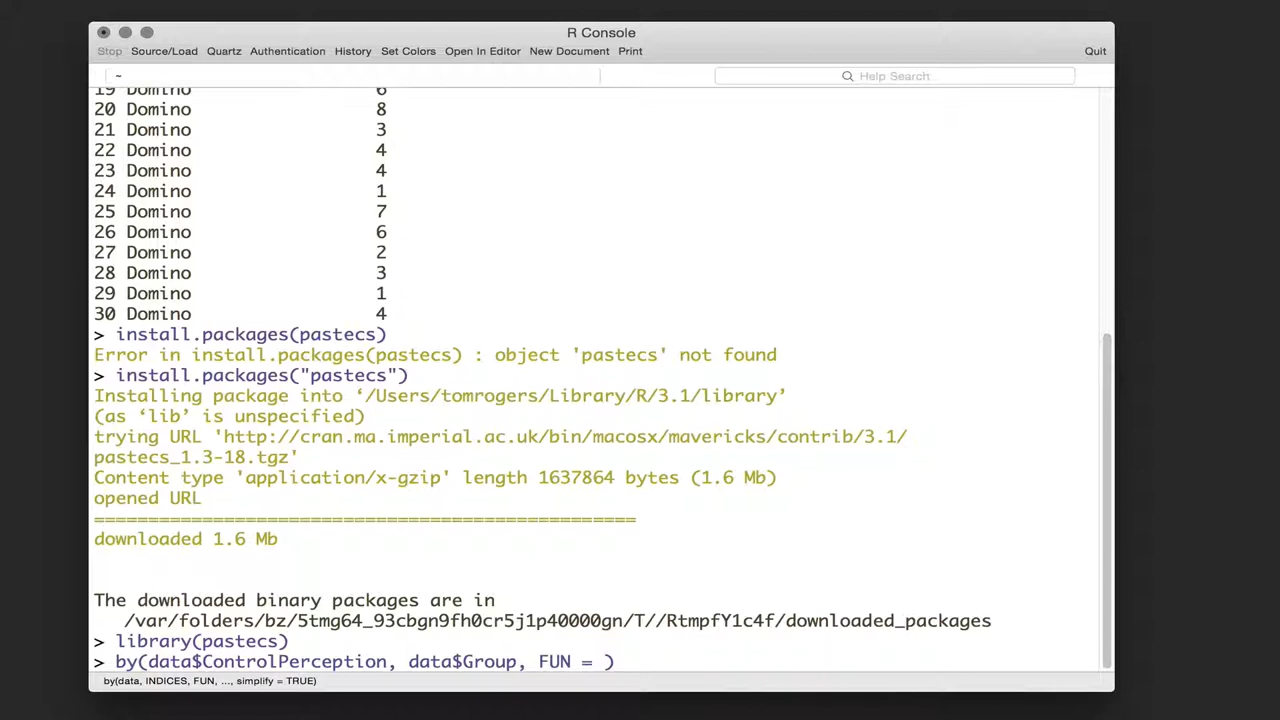 R Console
Stop Source/Load Quartz Authentication History Set Colors Open In Editor New Document Print Quit
~ Help Search
19 Domino 6
20 Domino 8
21 Domino 3
22 Domino 4
23 Domino 4
24 Domino 1
25 Domino 7
26 Domino 6
27 Domino 2
28 Domino 3
29 Domino 1
30 Domino 4
> install.packages(pastecs)
Error in install.packages(pastecs) : object 'pastecs' not found
> install.packages("pastecs")
Installing package into ‘/Users/tomrogers/Library/R/3.1/library’
(as ‘lib’ is unspecified)
trying URL 'http://cran.ma.imperial.ac.uk/bin/macosx/mavericks/contrib/3.1/
pastecs_1.3-18.tgz'
Content type 'application/x-gzip' length 1637864 bytes (1.6 Mb)
opened URL
==================================================
downloaded 1.6 Mb
The downloaded binary packages are in
/var/folders/bz/5tmg64_93cbgn9fh0cr5j1p40000gn/T//RtmpfY1c4f/downloaded_packages
> library(pastecs)
> by(data$ControlPerception, data$Group, FUN = )
by(data, INDICES, FUN, ..., simplify = TRUE)